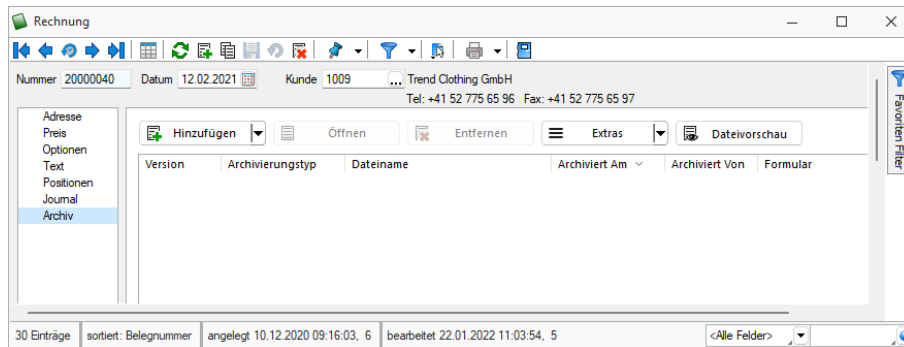 Rechnung
Nummer 20000040 Datum 12.02.2021 Kunde 1009 ... Trend Clothing GmbH
Tel: +41 52 775 65 96 Fax: +41 52 775 65 97
Favoriten Filter
Adresse
Preis
Optionen
Text
Positionen
Journal
Archiv
Hinzufügen Öffnen Entfernen Extras Dateivorschau
Version Archivierungstyp Dateiname Archiviert Am Archiviert Von Formular
30 Einträge sortiert: Belegnummer angelegt 10.12.2020 09:16:03, 6 bearbeitet 22.01.2022 11:03:54, 5 <Alle Felder>